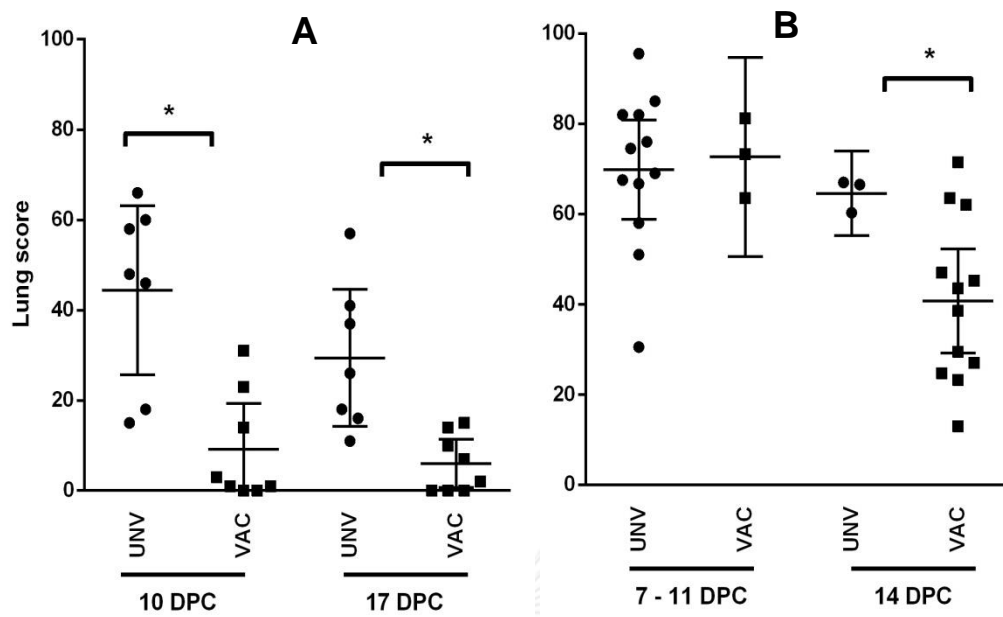 A
Lung score
100
80
60
40
20
0
*
*
UNV
VAC
UNV
VAC
10 DPC
17 DPC
B
100
80
60
40
20
0
*
UNV
VAC
UNV
VAC
7 - 11 DPC
14 DPC